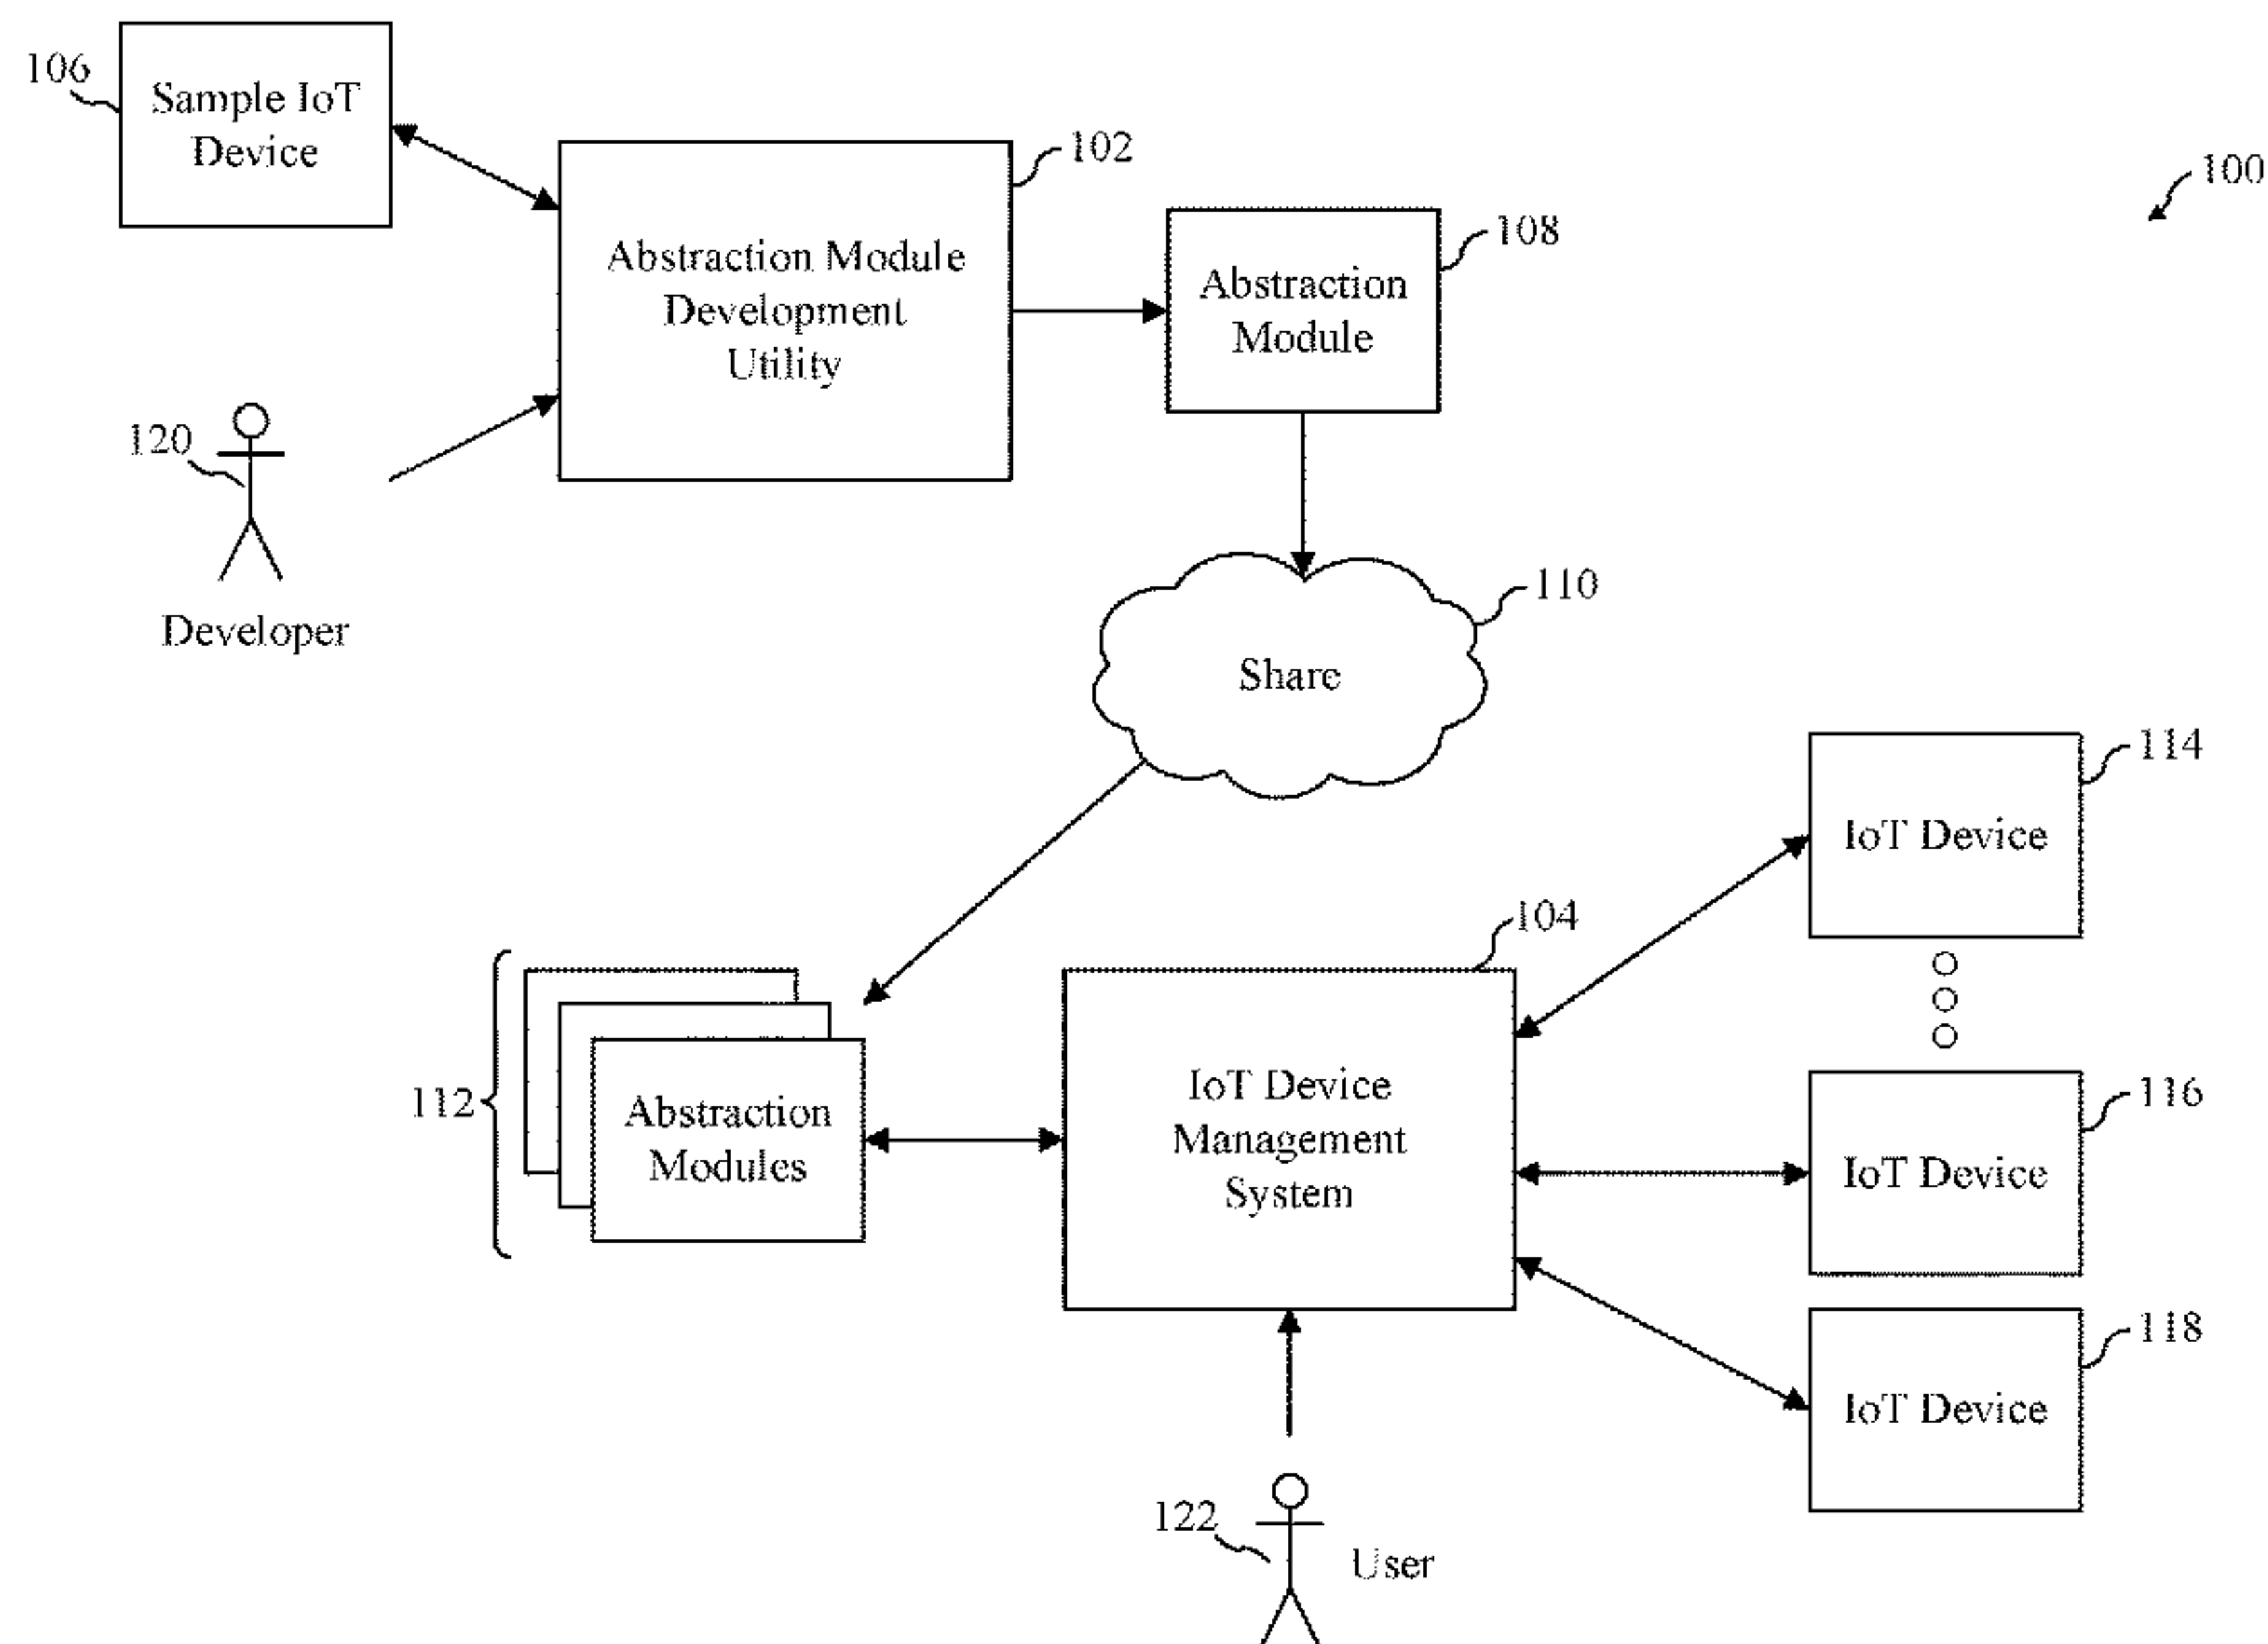 106
Sample IoT
Device
102
100
108
Abstraction Module
Development
Utility
Abstraction
Module
120
Developer
110
Share
114
IoT Device
104
112
Abstraction
Modules
IoT Device
Management
System
116
IoT Device
118
IoT Device
122
User